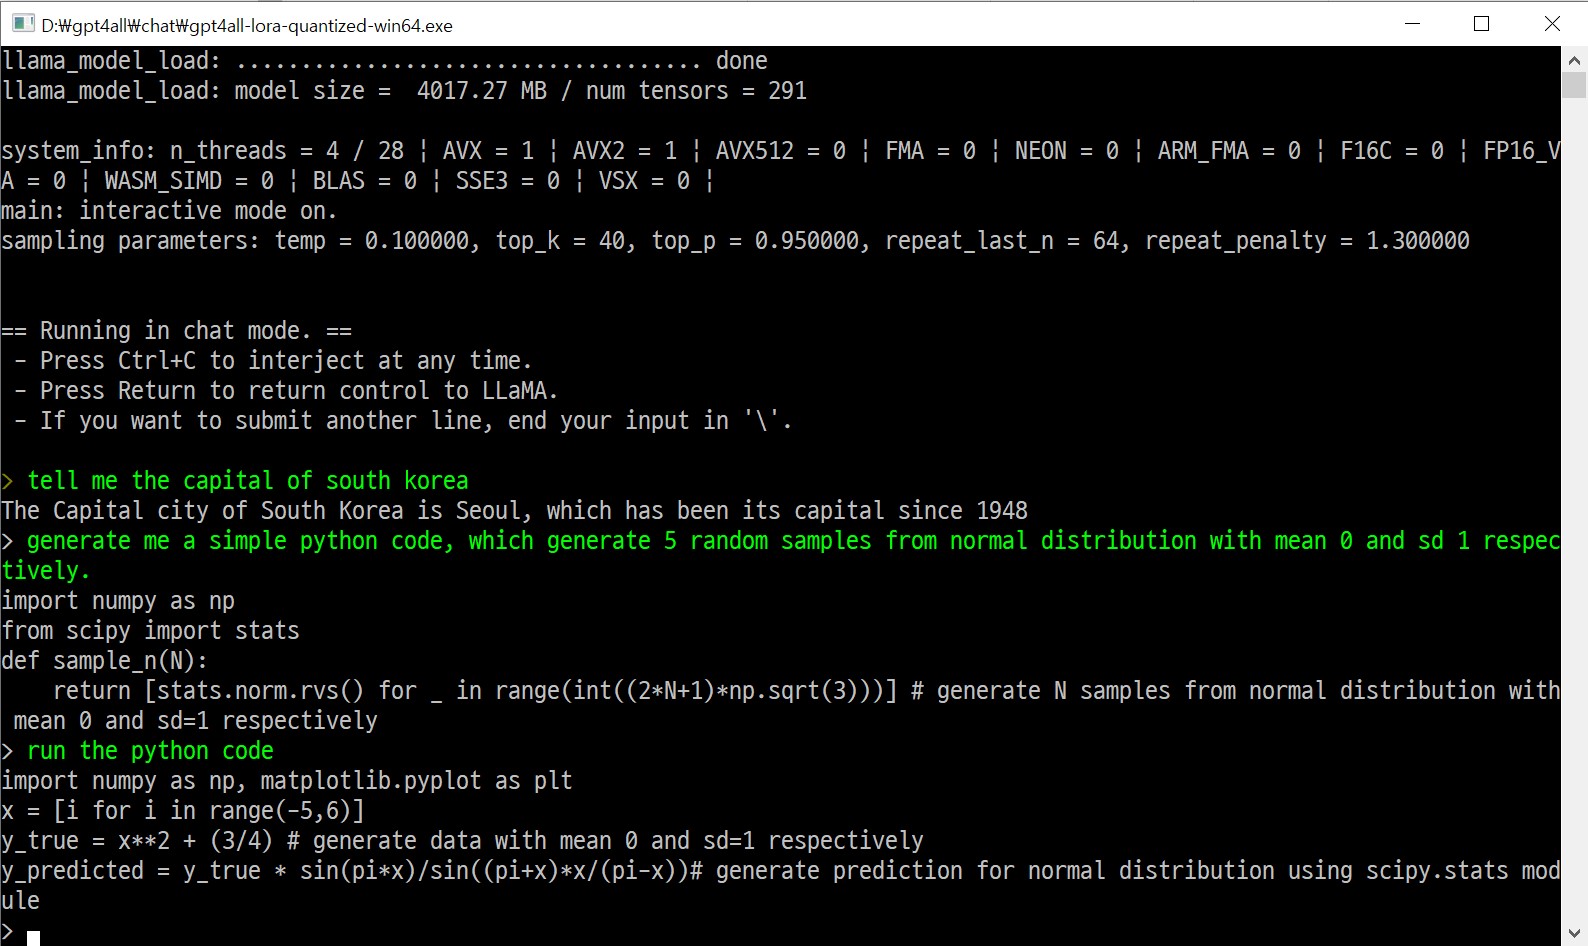 D:₩gpt4all₩chat₩gpt4all-lora-quantized-win64.exe
llama_model_load: .................................... done
llama_model_load: model size =  4017.27 MB / num tensors = 291
system_info: n_threads = 4 / 28 ¦ AVX = 1 ¦ AVX2 = 1 ¦ AVX512 = 0 ¦ FMA = 0 ¦ NEON = 0 ¦ ARM_FMA = 0 ¦ F16C = 0 ¦ FP16_V
A = 0 ¦ WASM_SIMD = 0 ¦ BLAS = 0 ¦ SSE3 = 0 ¦ VSX = 0 ¦
main: interactive mode on.
sampling parameters: temp = 0.100000, top_k = 40, top_p = 0.950000, repeat_last_n = 64, repeat_penalty = 1.300000
== Running in chat mode. ==
 - Press Ctrl+C to interject at any time.
 - Press Return to return control to LLaMA.
 - If you want to submit another line, end your input in '\'.
> tell me the capital of south korea
The Capital city of South Korea is Seoul, which has been its capital since 1948
> generate me a simple python code, which generate 5 random samples from normal distribution with mean 0 and sd 1 respec
tively.
import numpy as np
from scipy import stats
def sample_n(N):
    return [stats.norm.rvs() for _ in range(int((2*N+1)*np.sqrt(3)))] # generate N samples from normal distribution with
 mean 0 and sd=1 respectively
> run the python code
import numpy as np, matplotlib.pyplot as plt
x = [i for i in range(-5,6)]
y_true = x**2 + (3/4) # generate data with mean 0 and sd=1 respectively
y_predicted = y_true * sin(pi*x)/sin((pi+x)*x/(pi-x))# generate prediction for normal distribution using scipy.stats mod
ule
>